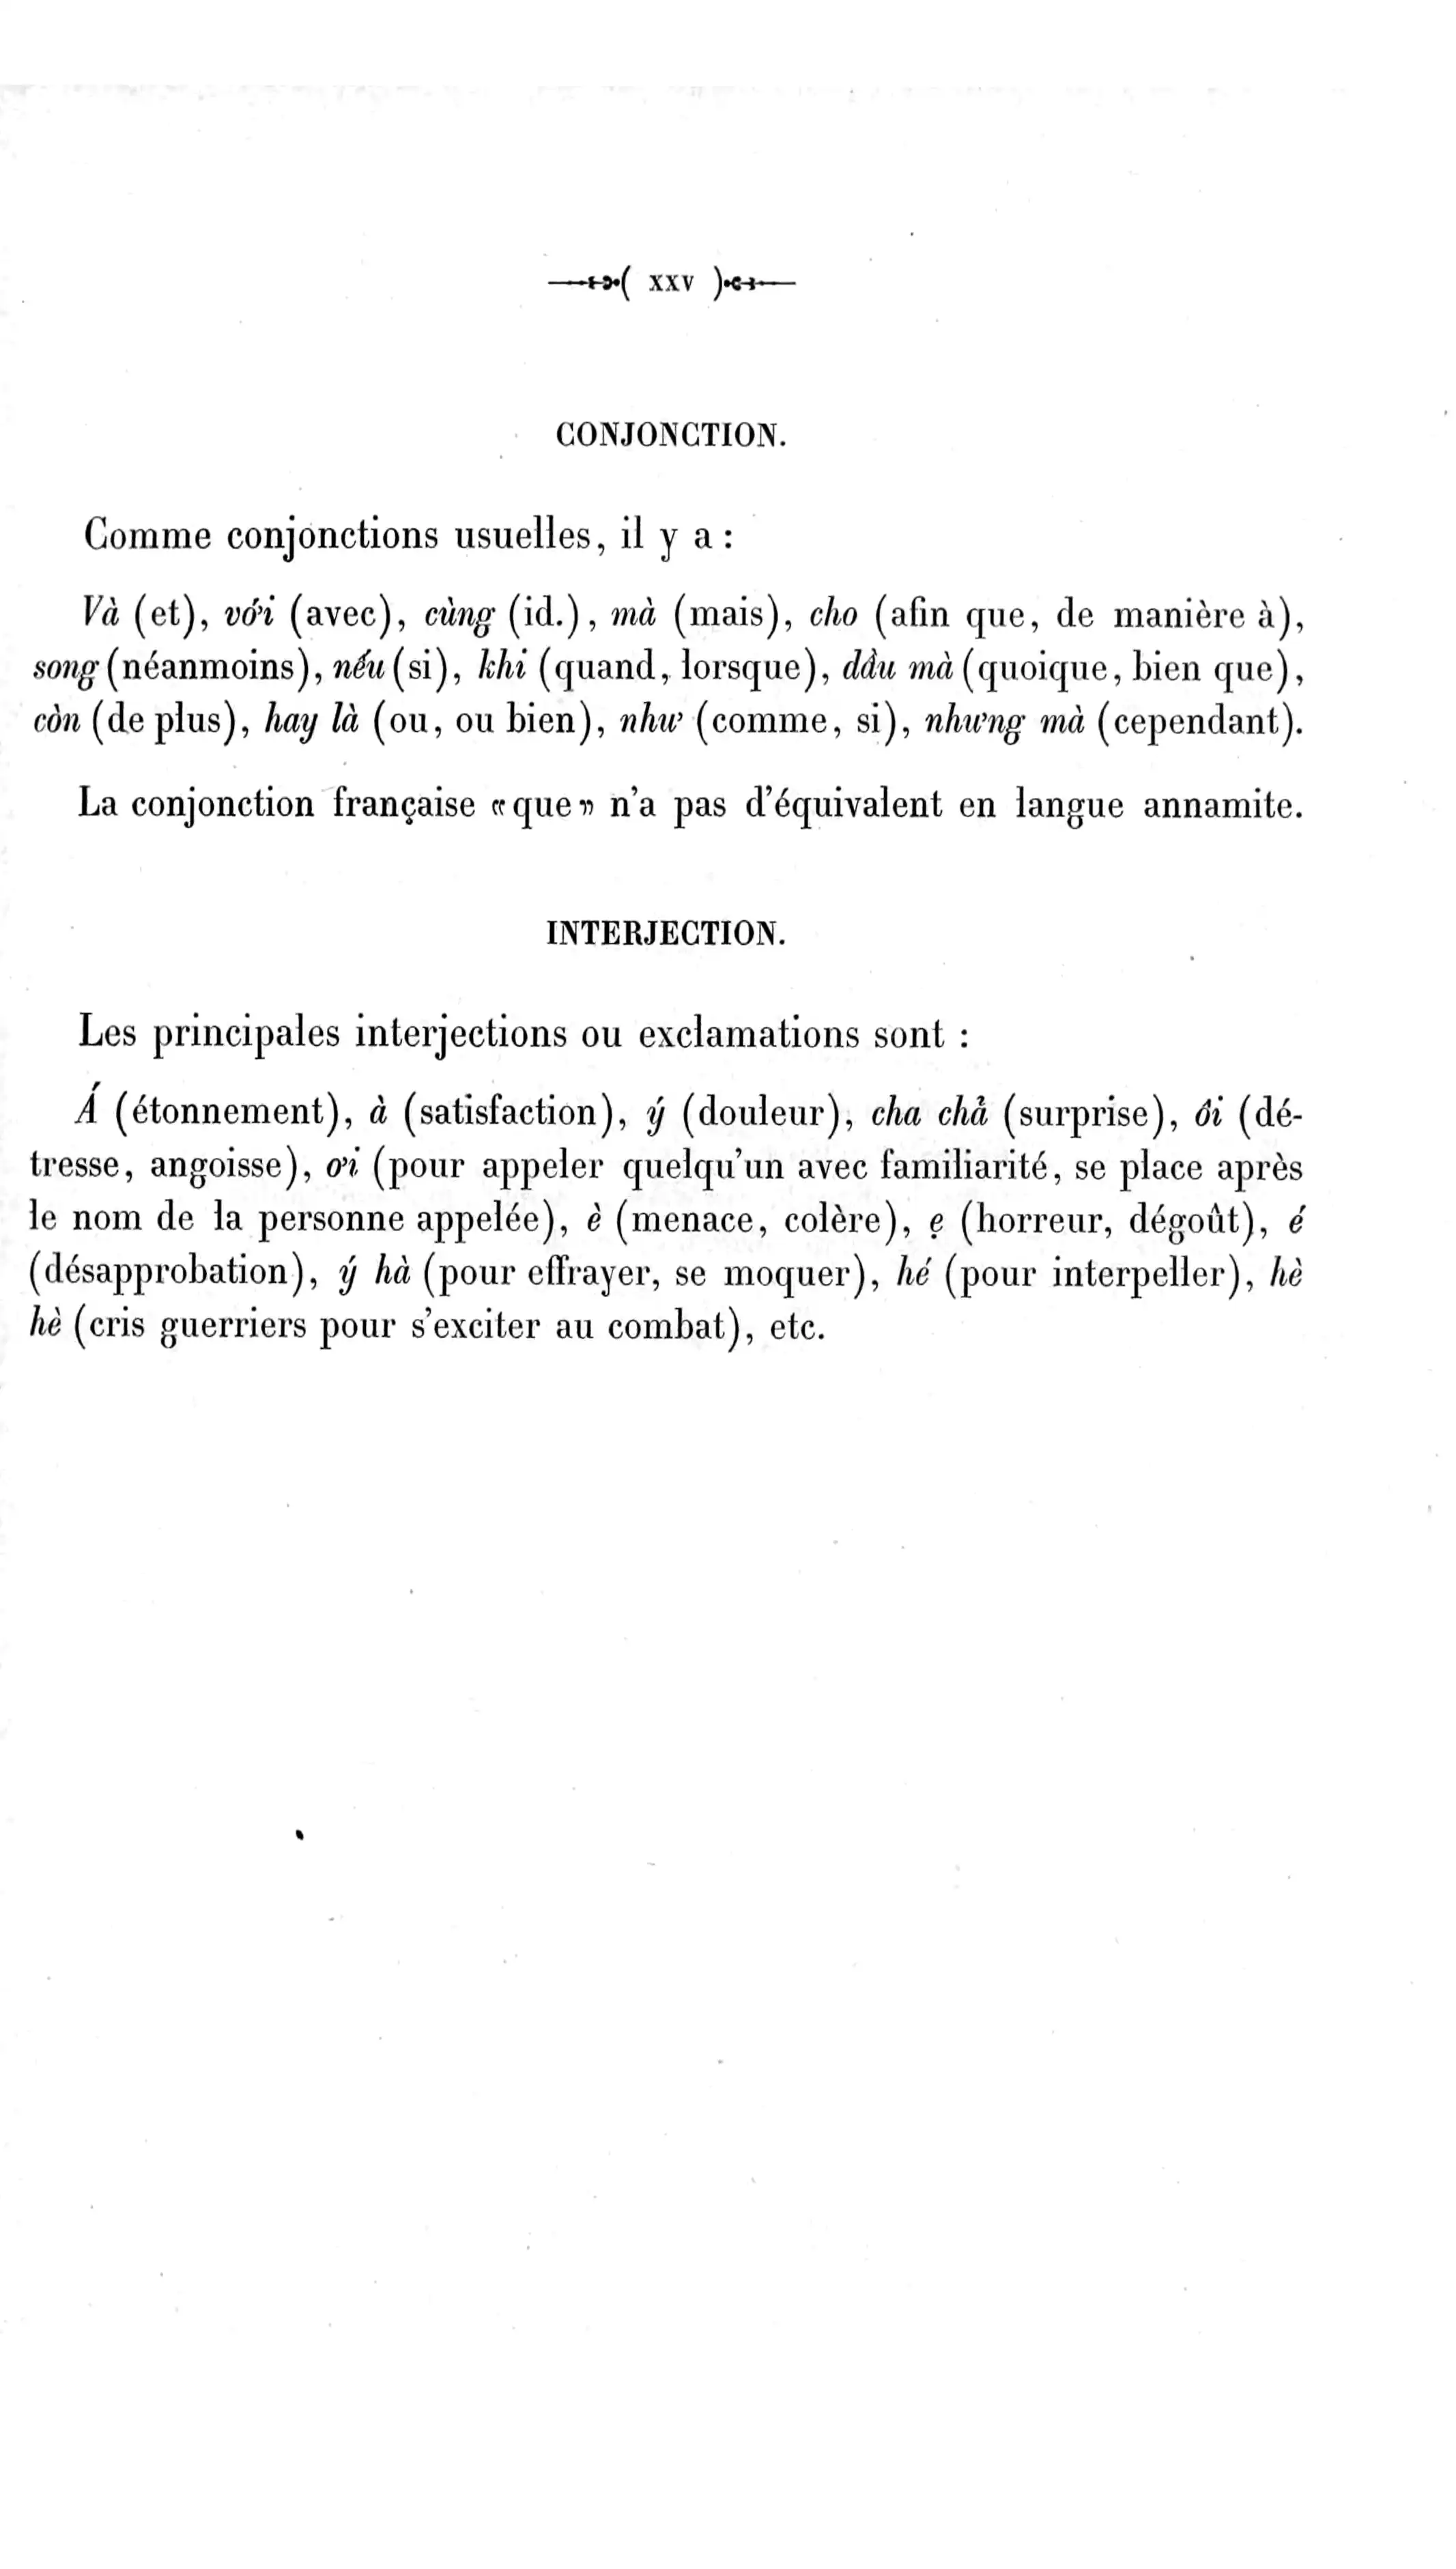 ( XXV )
CONJONCTION.
Comme conjonctions usuelles, il y a :
Và (et), với (avec), cùng (id.), mà (mais), cho (afin que, de manière à),
song (néanmoins), nếu (si), khi (quand, lorsque), dầu mà (quoique, bien que),
còn (de plus), hay là (ou, ou bien), như (comme, si), nhưng mà (cependant).
La conjonction française «que» n'a pas d'équivalent en langue annamite.
INTERJECTION.
Les principales interjections ou exclamations sont :
Á (étonnement), à (satisfaction), ý (douleur), cha chả (surprise), ôi (dé-
tresse, angoisse), ơi (pour appeler quelqu'un avec familiarité, se place après
le nom de la personne appelée), è (menace, colère), ẹ (horreur, dégoût), é
(désapprobation), ý hà (pour effrayer, se moquer), hé (pour interpeller), hè
hè (cris guerriers pour s'exciter au combat), etc.